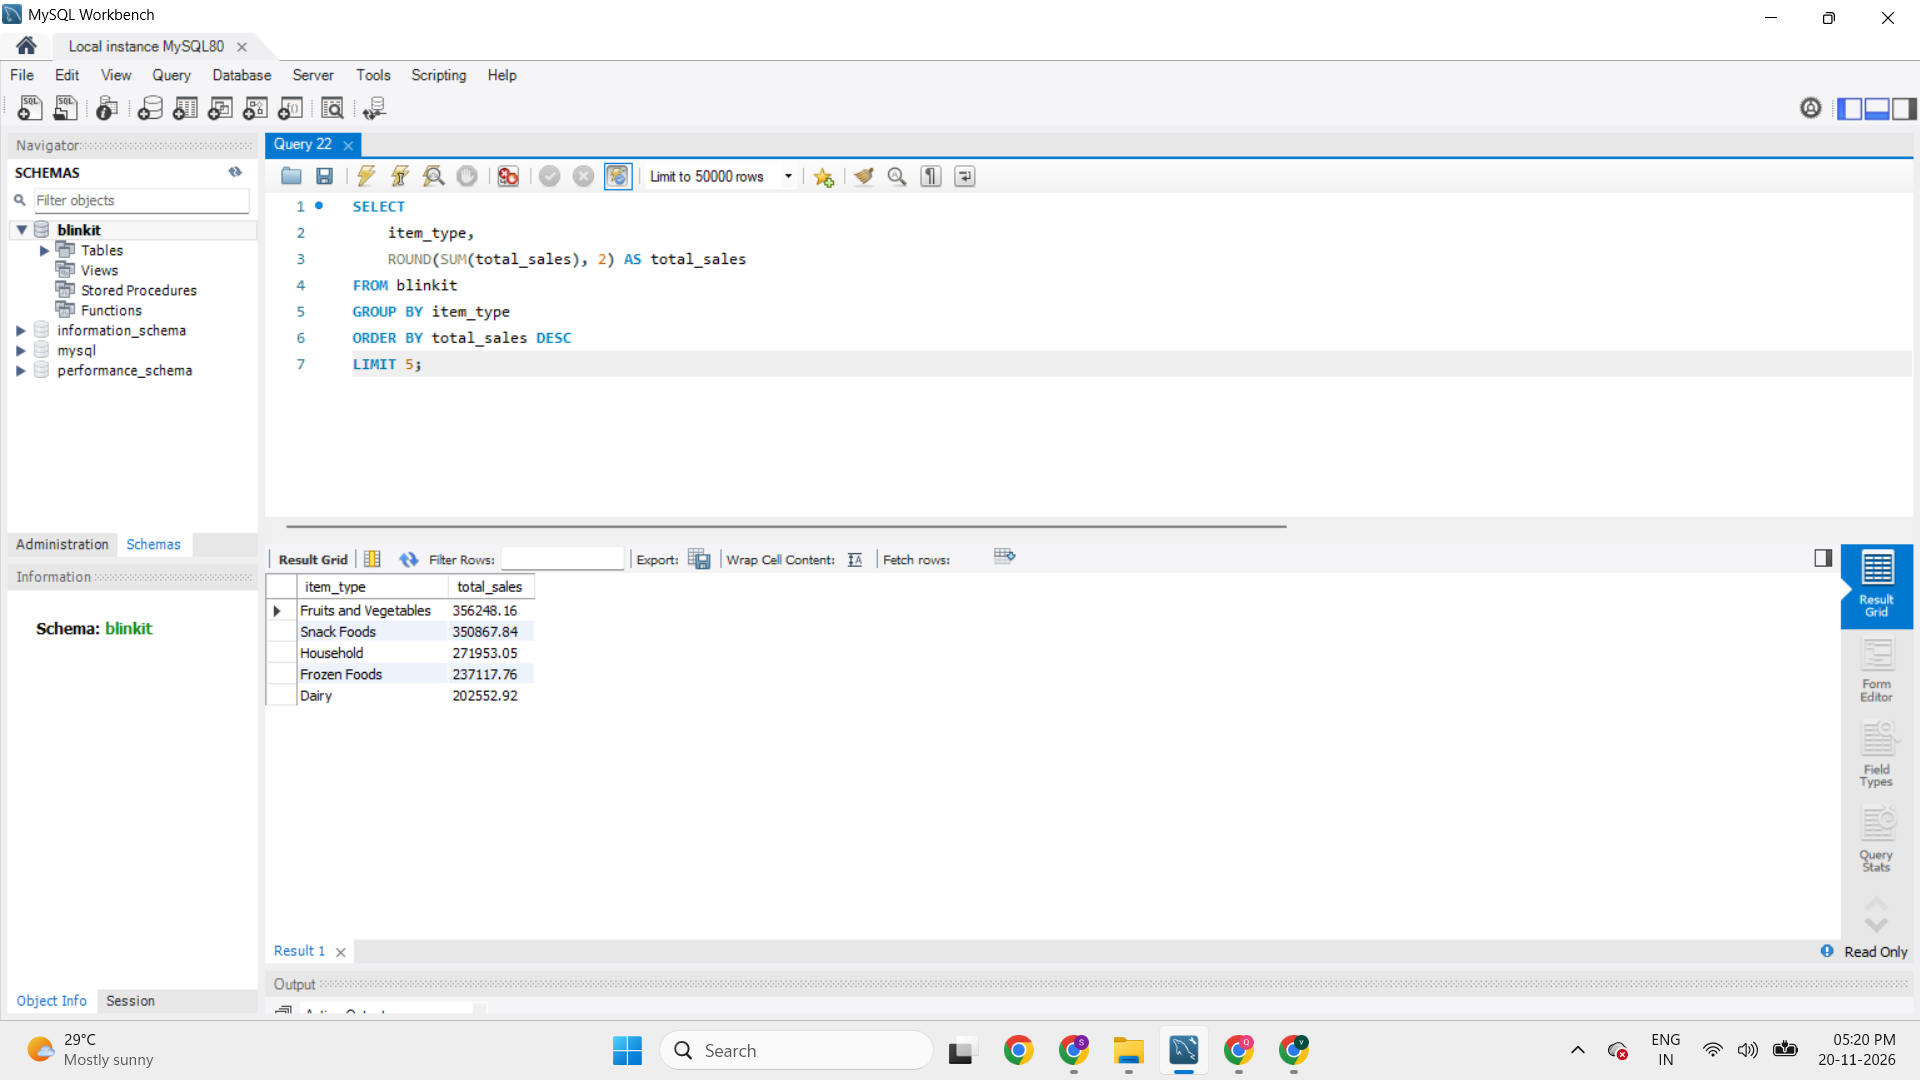 MySQL Workbench
Local instance MySQL80
File Edit View Query Database Server Tools Scripting Help
Navigator
SCHEMAS
Filter objects
blinkit
Tables
Views
Stored Procedures
Functions
information_schema
mysql
performance_schema
Administration Schemas
Information
Schema: blinkit
Object Info Session
Query 22
Limit to 50000 rows
1 SELECT
2 item_type,
3 ROUND(SUM(total_sales), 2) AS total_sales
4 FROM blinkit
5 GROUP BY item_type
6 ORDER BY total_sales DESC
7 LIMIT 5;
Result Grid Filter Rows: Export: Wrap Cell Content: Fetch rows:
item_type total_sales
Fruits and Vegetables 356248.16
Snack Foods 350867.84
Household 271953.05
Frozen Foods 237117.76
Dairy 202552.92
Result Grid
Form Editor
Field Types
Query Stats
Result 1
Read Only
Output
29°C
Mostly sunny
Search
ENG
IN
05:20 PM
20-11-2026